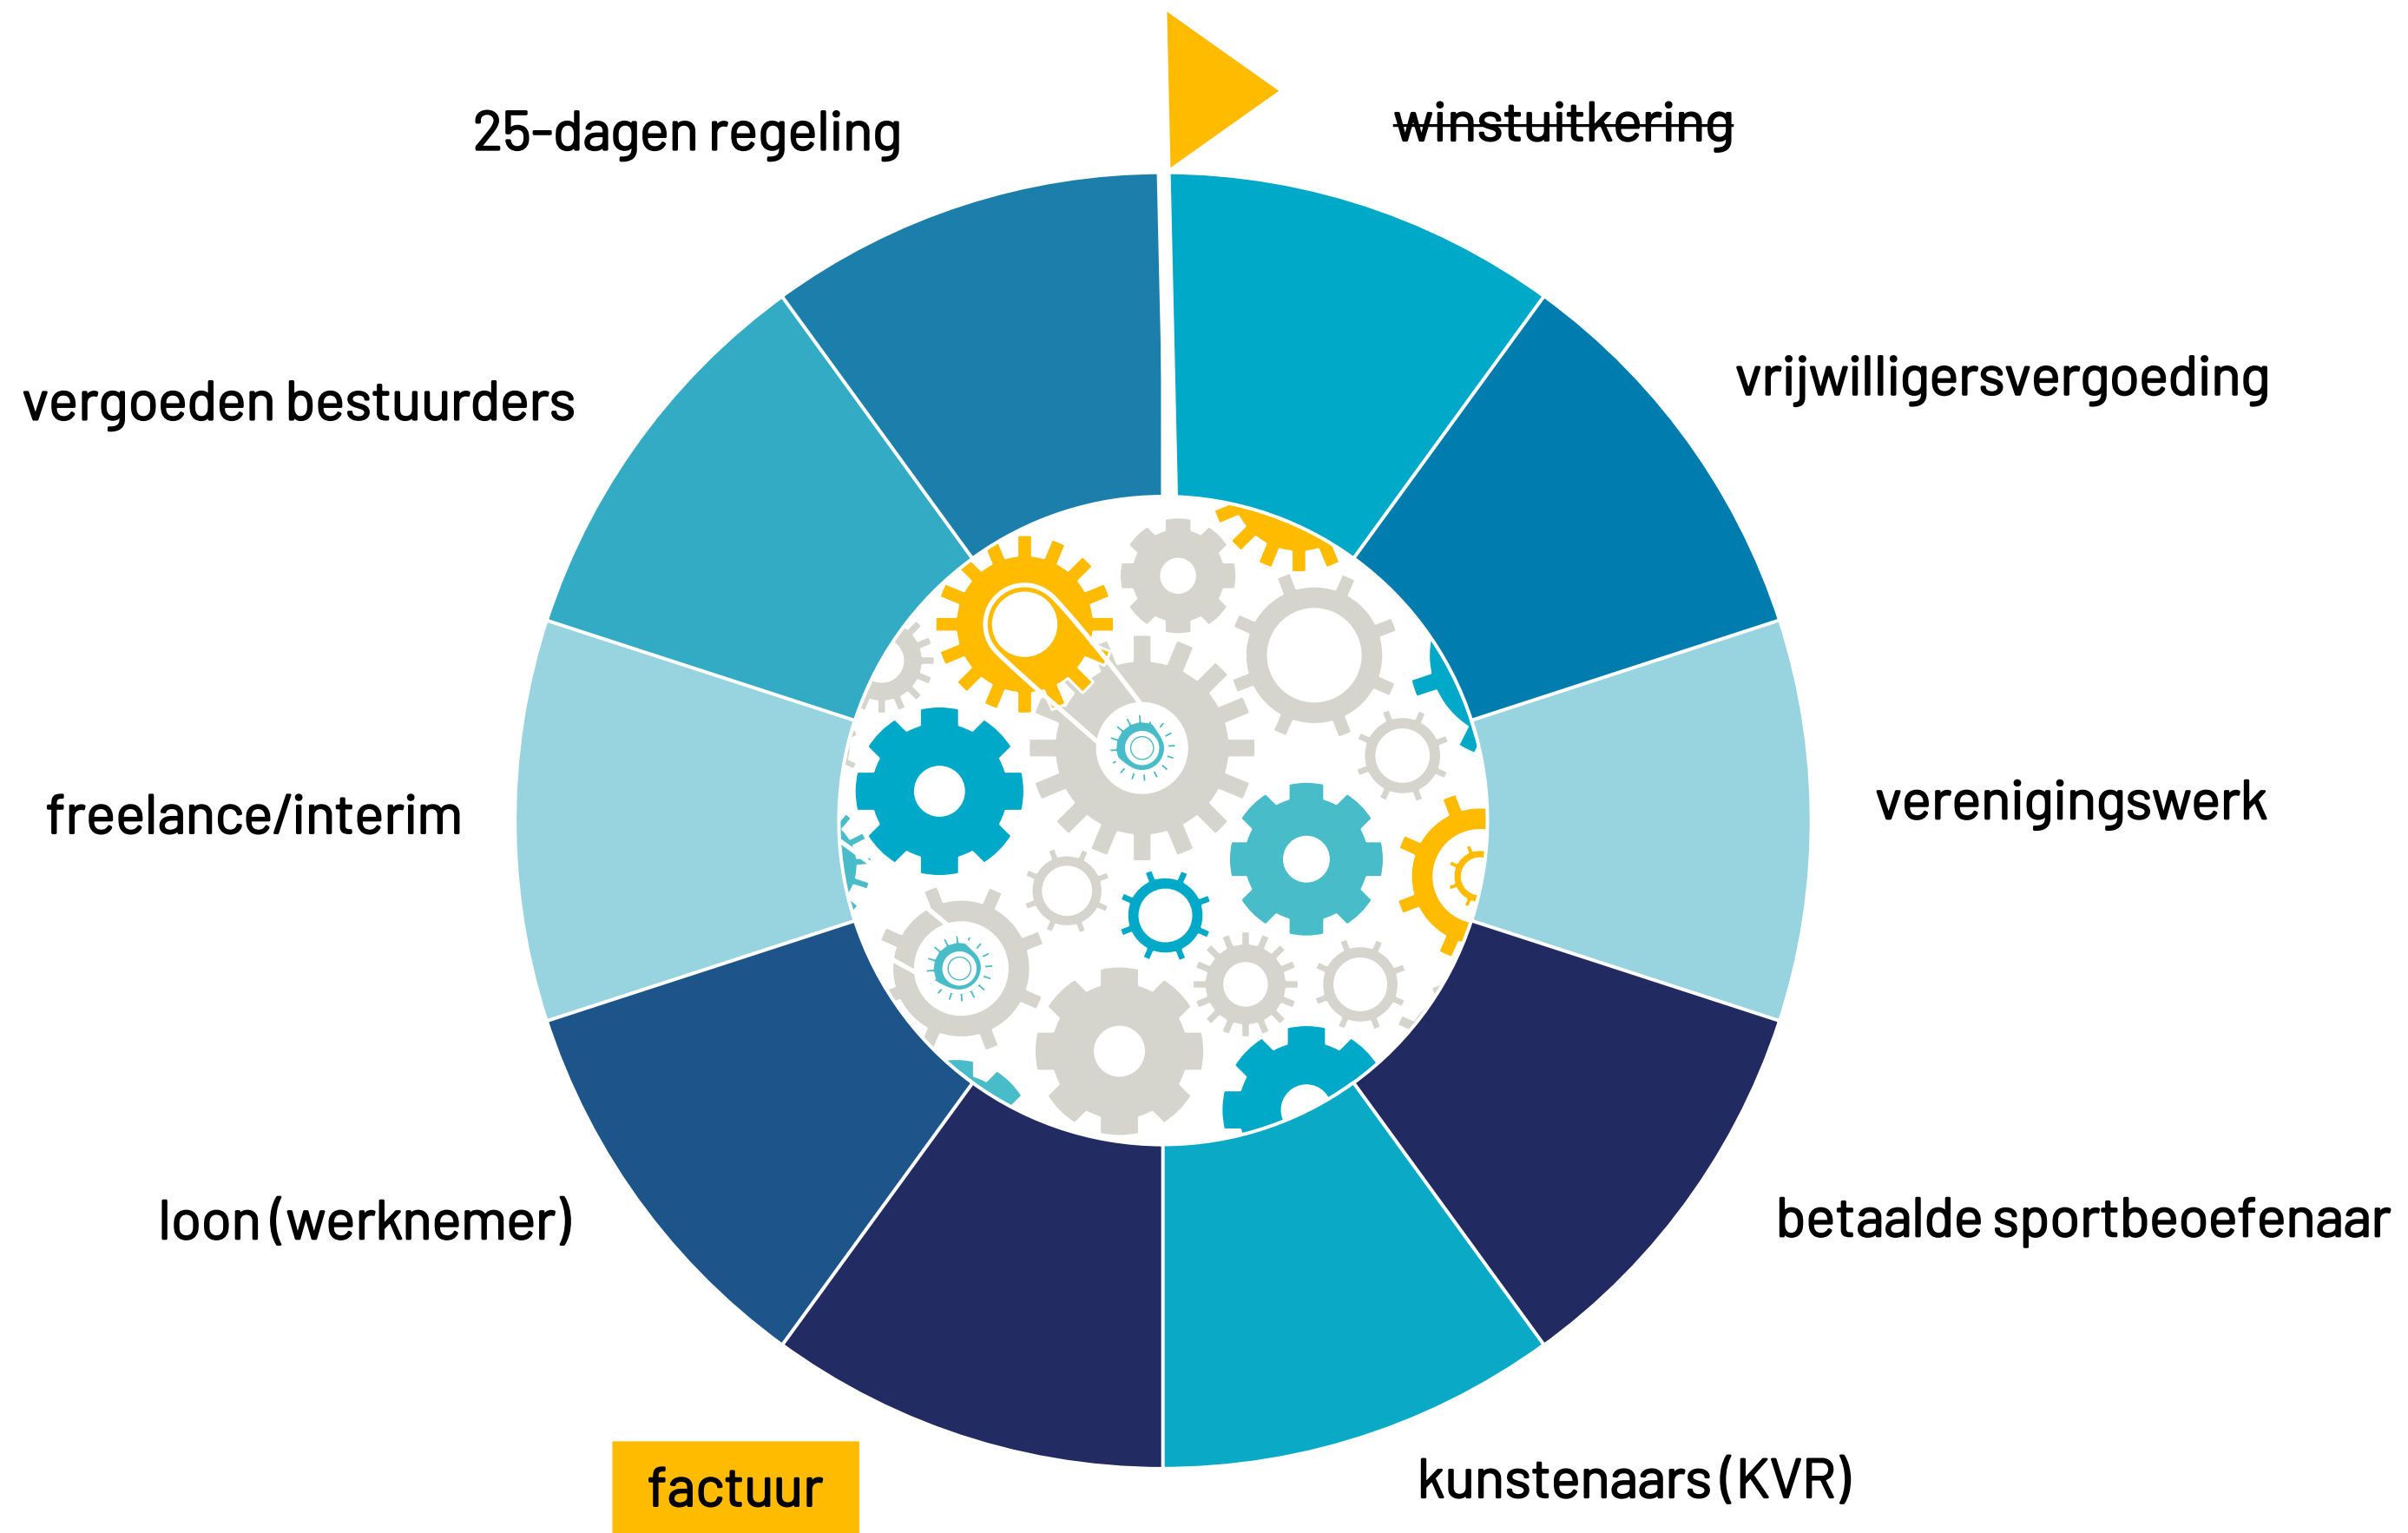 25-dagen regeling
winstuitkering
vergoeden bestuurders
vrijwilligersvergoeding
freelance/interim
verenigingswerk
loon (werknemer)
betaalde sportbeoefenaar
factuur
kunstenaars (KVR)